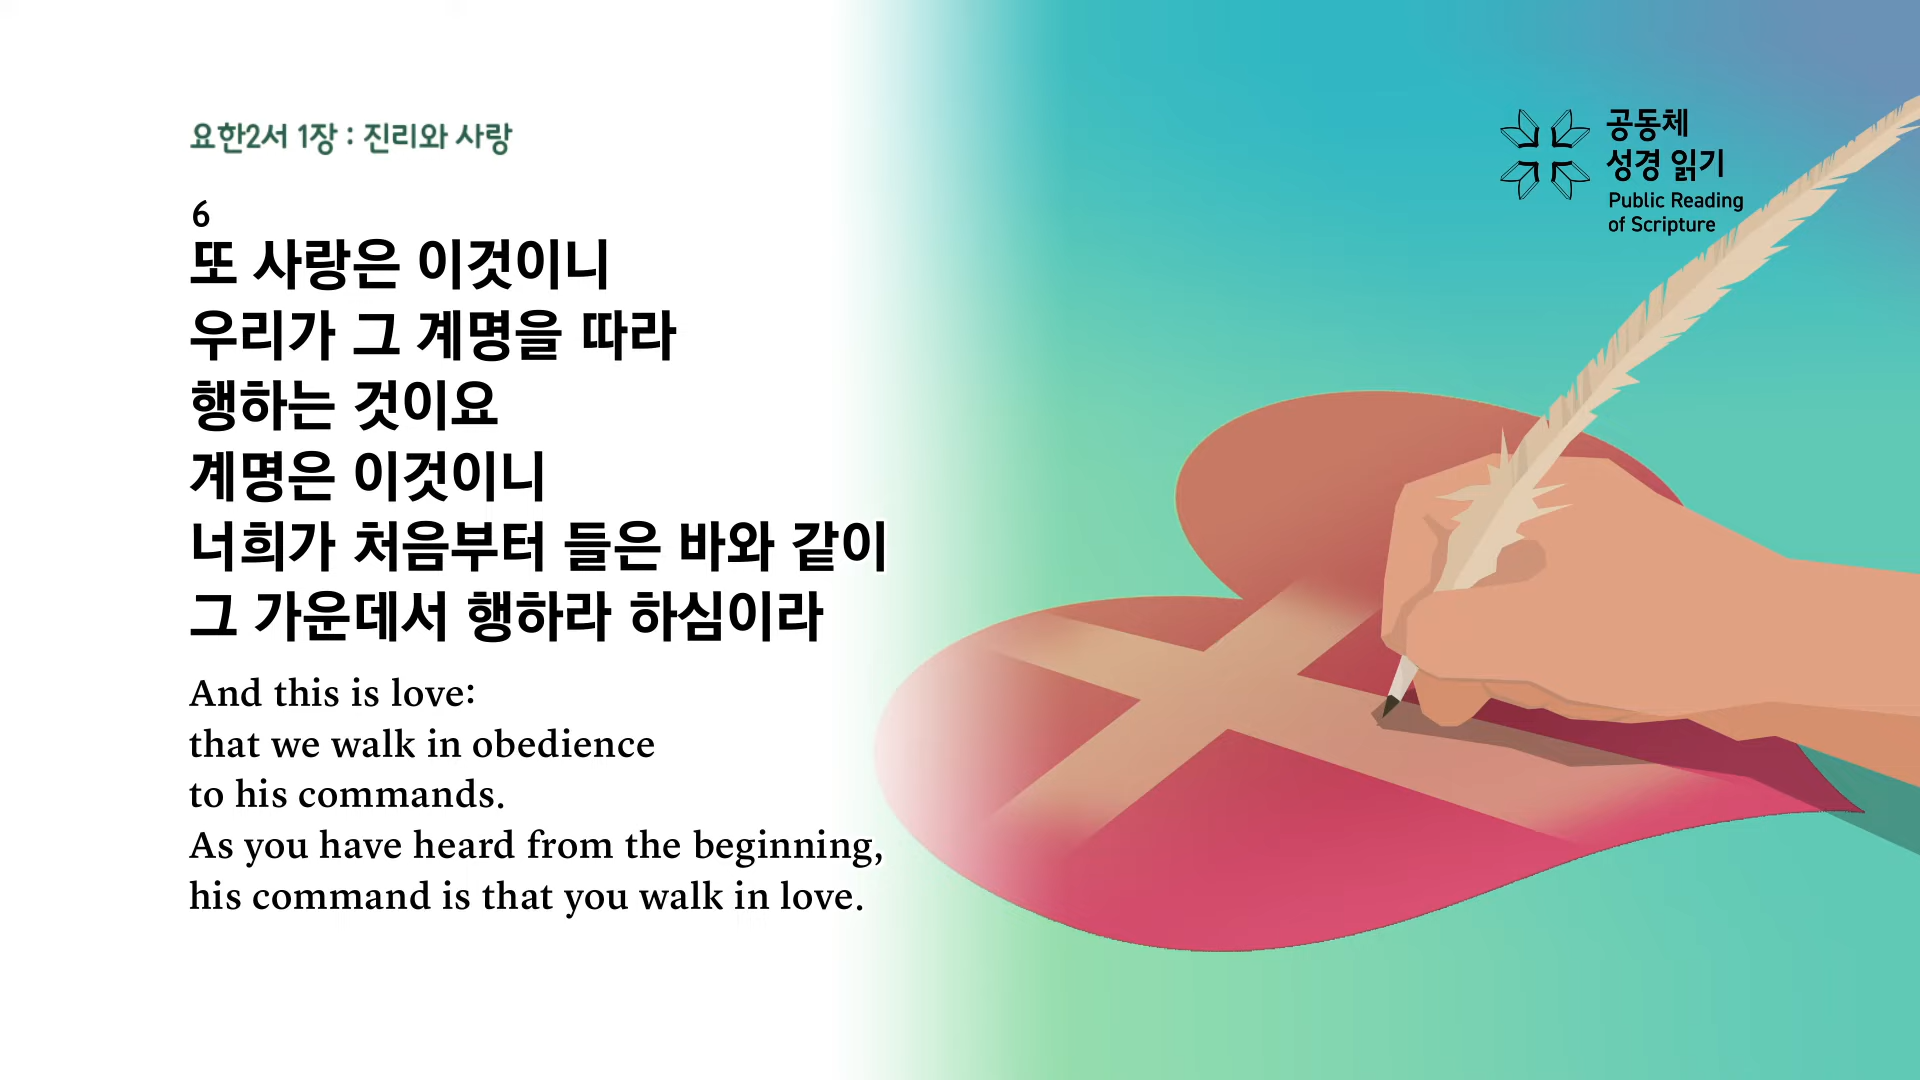 요한2서 1장 : 진리와 사랑
6
또 사랑은 이것이니
우리가 그 계명을 따라
행하는 것이요
계명은 이것이니
너희가 처음부터 들은 바와 같이
그 가운데서 행하라 하심이라
And this is love:
that we walk in obedience
to his commands.
As you have heard from the beginning,
his command is that you walk in love.
공동체
성경 읽기
Public Reading
of Scripture